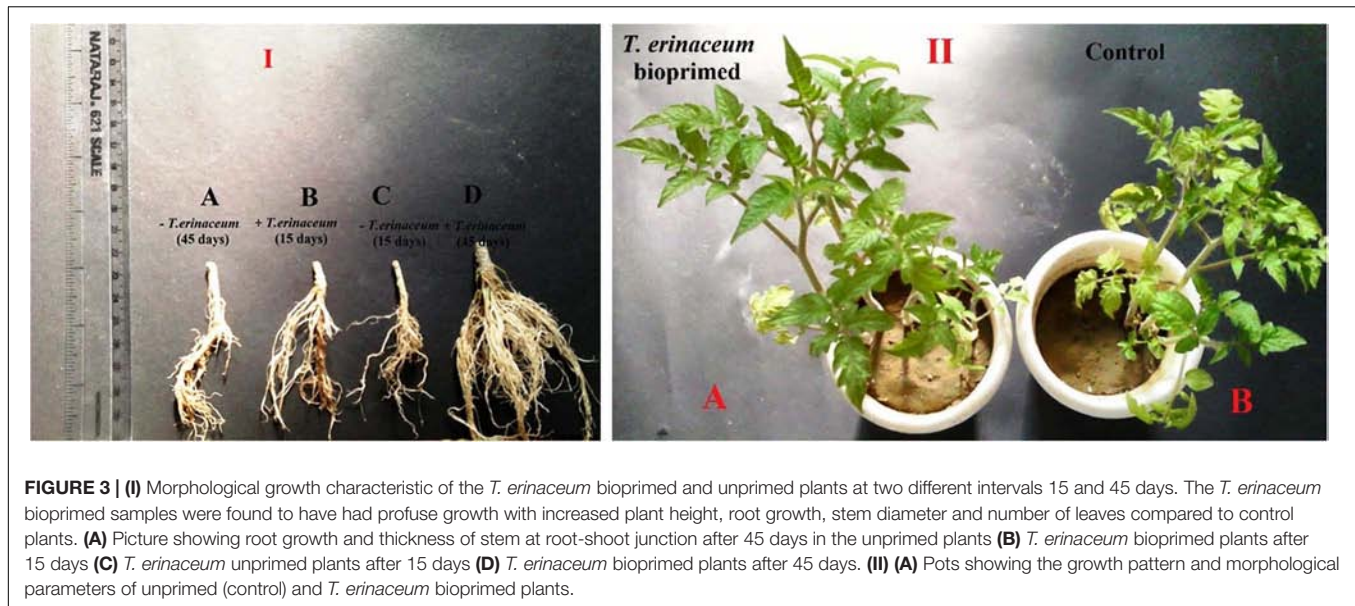 NATARAJ® 621 SCALE
I
A
B
C
D
- T.erinaceum
(45 days)
+ T.erinaceum
(15 days)
- T.erinaceum
(15 days)
+ T.erinaceum
(45 days)
T. erinaceum
bioprimed
II
Control
A
B
FIGURE 3 | (I) Morphological growth characteristic of the T. erinaceum bioprimed and unprimed plants at two different intervals 15 and 45 days. The T. erinaceum
bioprimed samples were found to have had profuse growth with increased plant height, root growth, stem diameter and number of leaves compared to control
plants. (A) Picture showing root growth and thickness of stem at root-shoot junction after 45 days in the unprimed plants (B) T. erinaceum bioprimed plants after
15 days (C) T. erinaceum unprimed plants after 15 days (D) T. erinaceum bioprimed plants after 45 days. (II) (A) Pots showing the growth pattern and morphological
parameters of unprimed (control) and T. erinaceum bioprimed plants.